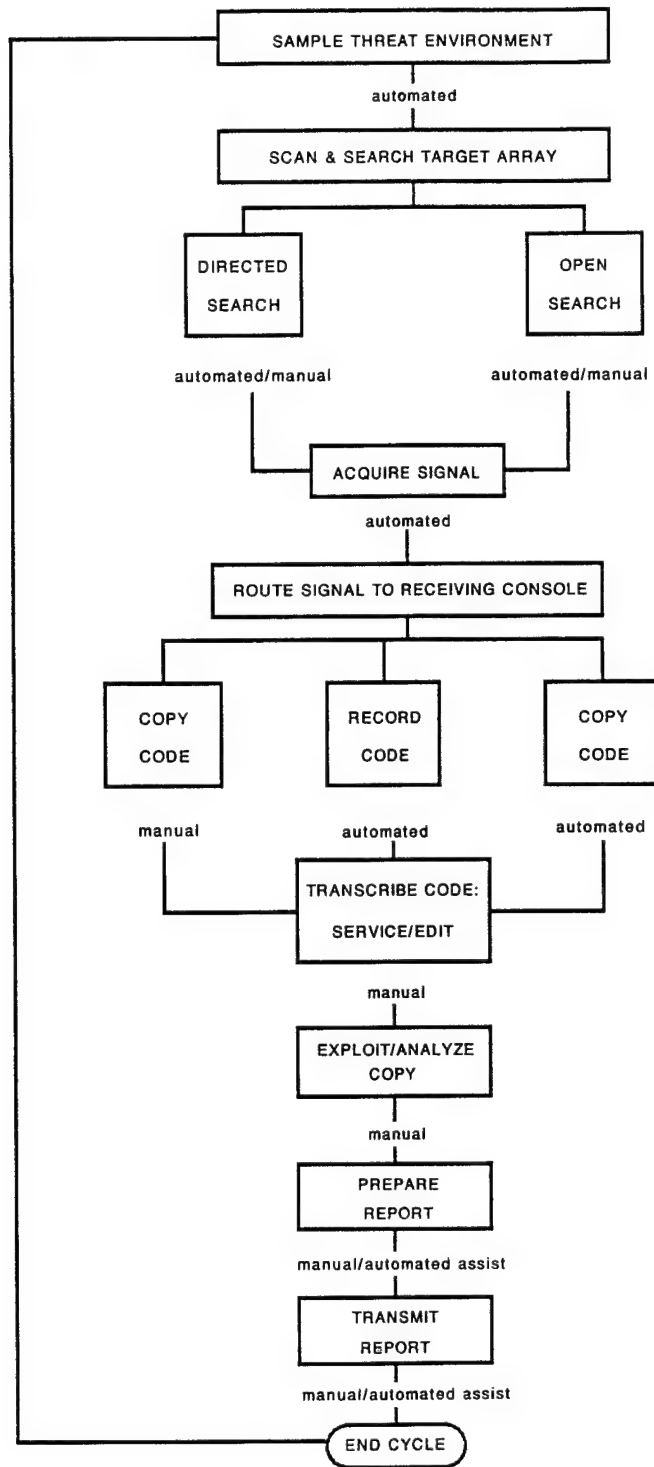 SAMPLE THREAT ENVIRONMENT
automated
SCAN & SEARCH TARGET ARRAY
DIRECTED
SEARCH
OPEN
SEARCH
automated/manual
automated/manual
ACQUIRE SIGNAL
automated
ROUTE SIGNAL TO RECEIVING CONSOLE
COPY
CODE
RECORD
CODE
COPY
CODE
manual
automated
automated
TRANSCRIBE CODE:
SERVICE/EDIT
manual
EXPLOIT/ANALYZE
COPY
manual
PREPARE
REPORT
manual/automated assist
TRANSMIT
REPORT
manual/automated assist
END CYCLE